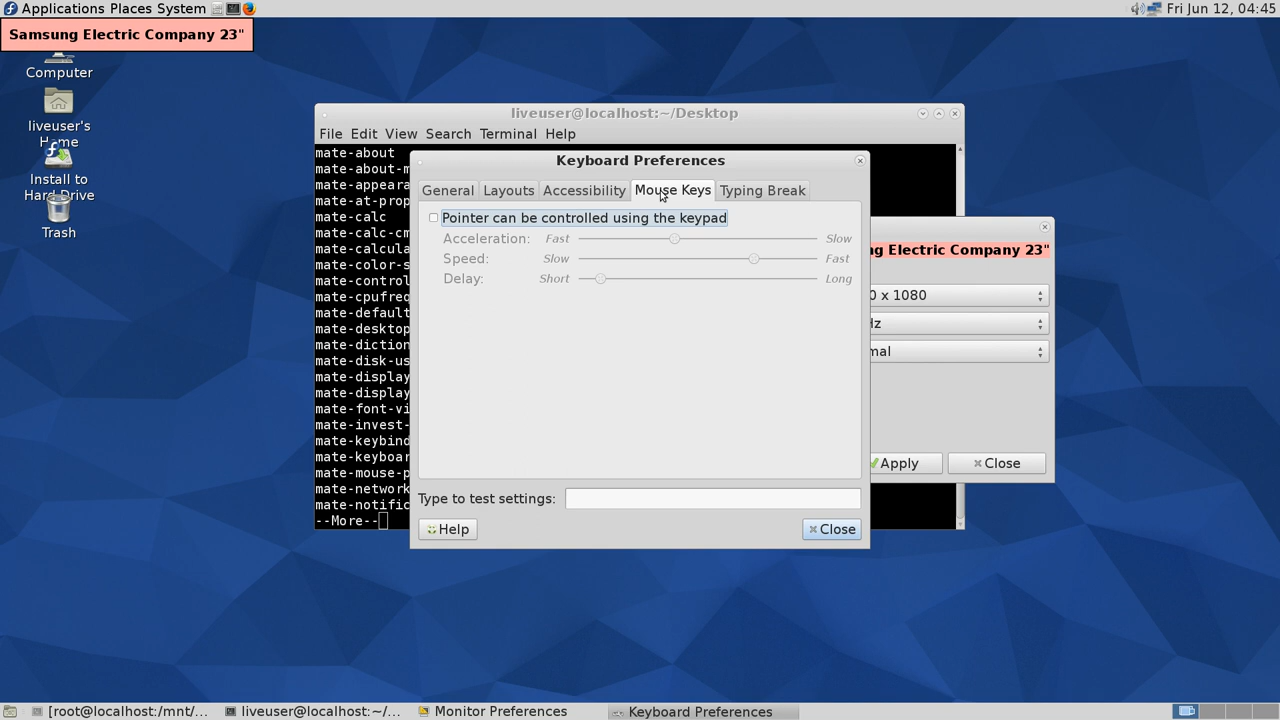 Applications Places System
Fri Jun 12, 04:45
Samsung Electric Company 23"
Computer
liveuser's
Home
Install to
Hard Drive
Trash
liveuser@localhost:~/Desktop
File Edit View Search Terminal Help
mate-about
mate-about-m
mate-appeara
mate-at-prop
mate-calc
mate-calc-cm
mate-calcula
mate-color-s
mate-control
mate-cpufreq
mate-default
mate-desktop
mate-diction
mate-disk-us
mate-display
mate-display
mate-font-vi
mate-invest-
mate-keybind
mate-keyboar
mate-mouse-p
mate-network
mate-notific
--More--
Keyboard Preferences
General Layouts Accessibility Mouse Keys Typing Break
Pointer can be controlled using the keypad
Acceleration: Fast Slow
Speed: Slow Fast
Delay: Short Long
Type to test settings:
Help Close
ng Electric Company 23"
0 x 1080
Hz
mal
Apply Close
[root@localhost:/mnt/... liveuser@localhost:~/... Monitor Preferences Keyboard Preferences